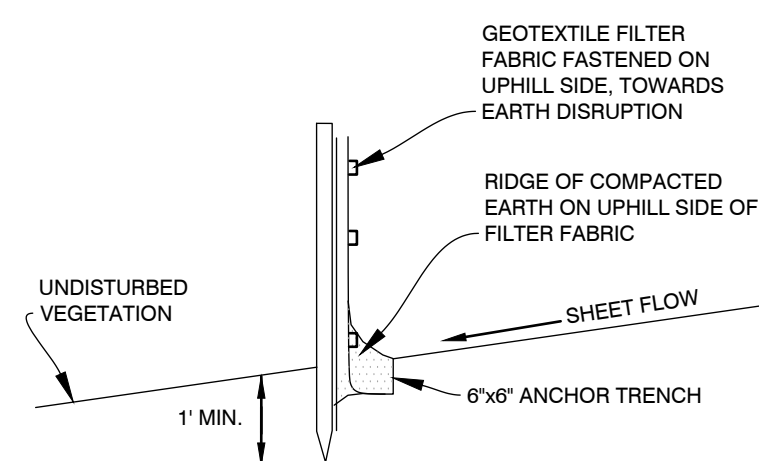 GEOTEXTILE FILTER
FABRIC FASTENED ON
UPHILL SIDE, TOWARDS
EARTH DISRUPTION
RIDGE OF COMPACTED
EARTH ON UPHILL SIDE OF
FILTER FABRIC
UNDISTURBED
VEGETATION
SHEET FLOW
6"x6" ANCHOR TRENCH
1' MIN.